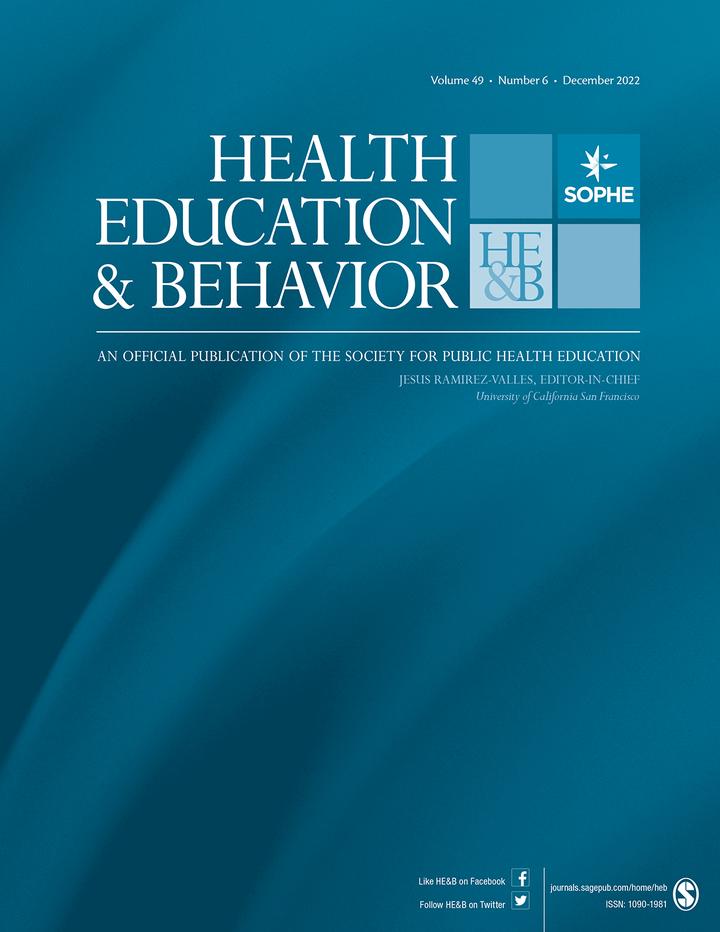 Volume 49 • Number 6 • December 2022
HEALTH
EDUCATION
& BEHAVIOR
SOPHE
HE
&B
AN OFFICIAL PUBLICATION OF THE SOCIETY FOR PUBLIC HEALTH EDUCATION
JESUS RAMIREZ-VALLES, EDITOR-IN-CHIEF
University of California San Francisco
Like HE&B on Facebook
Follow HE&B on Twitter
journals.sagepub.com/home/heb
ISSN: 1090-1981